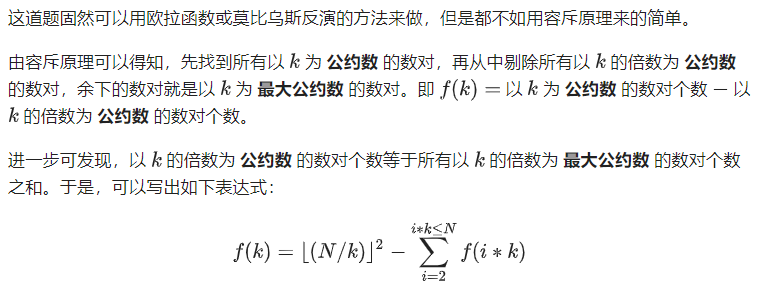 这道题固然可以用欧拉函数或莫比乌斯反演的方法来做，但是都不如用容斥原理来的简单。
由容斥原理可以得知，先找到所有以 k 为 公约数 的数对，再从中剔除所有以 k 的倍数为 公约数
的数对，余下的数对就是以 k 为 最大公约数 的数对。即 f(k) = 以 k 为 公约数 的数对个数 − 以
k 的倍数为 公约数 的数对个数。
进一步可发现，以 k 的倍数为 公约数 的数对个数等于所有以 k 的倍数为 最大公约数 的数对个数
之和。于是，可以写出如下表达式：
f(k) = ⌊(N/k)⌋² − ∑_{i=2}^{i*k≤N} f(i * k)